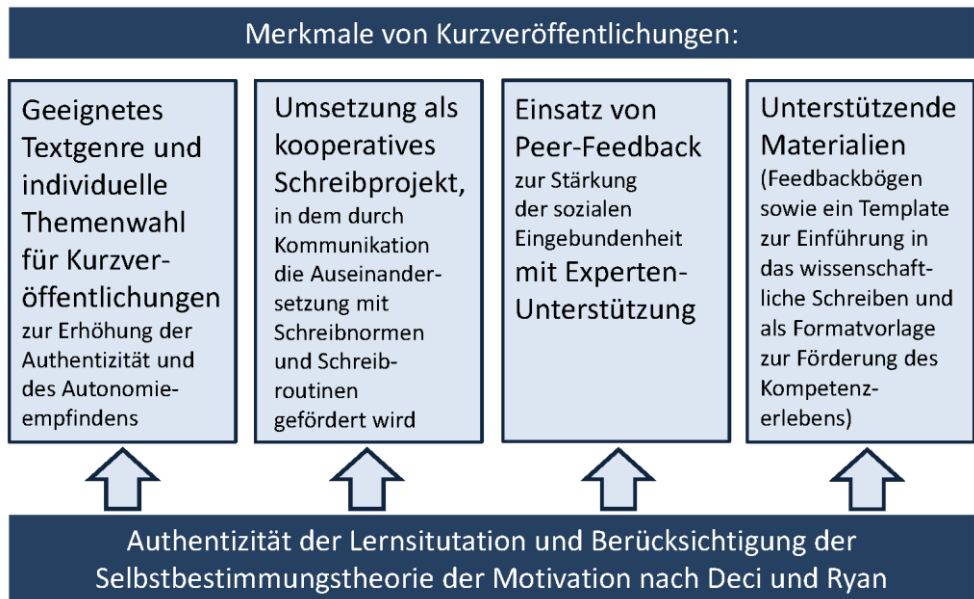 Merkmale von Kurzveröffentlichungen:
Geeignetes
Textgenre und
individuelle
Themenwahl
für Kurzver-
öffentlichungen
zur Erhöhung der
Authentizität und
des Autonomie-
empfindens
Umsetzung als
kooperatives
Schreibprojekt,
in dem durch
Kommunikation
die Auseinander-
setzung mit
Schreibnormen
und Schreib-
routinen
gefördert wird
Einsatz von
Peer-Feedback
zur Stärkung
der sozialen
Eingebundenheit
mit Experten-
Unterstützung
Unterstützende
Materialien
(Feedbackbögen
sowie ein Template
zur Einführung in
das wissenschaft-
liche Schreiben und
als Formatvorlage
zur Förderung des
Kompetenz-
erlebens)
Authentizität der Lernsitutation und Berücksichtigung der
Selbstbestimmungstheorie der Motivation nach Deci und Ryan